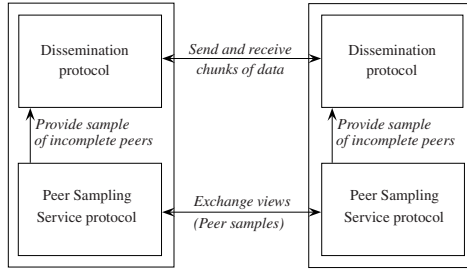 Dissemination
protocol
Send and receive
chunks of data
Dissemination
protocol
Provide sample
of incomplete peers
Provide sample
of incomplete peers
Peer Sampling
Service protocol
Exchange views
(Peer samples)
Peer Sampling
Service protocol